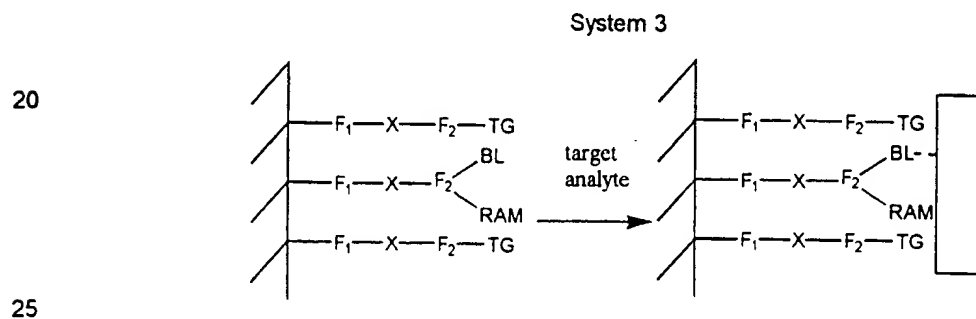 System 3
20
F₁—X—F₂—TG F₁—X—F₂—TG
BL BL
F₁—X—F₂ target analyte F₁—X—F₂
RAM RAM
F₁—X—F₂—TG F₁—X—F₂—TG
25